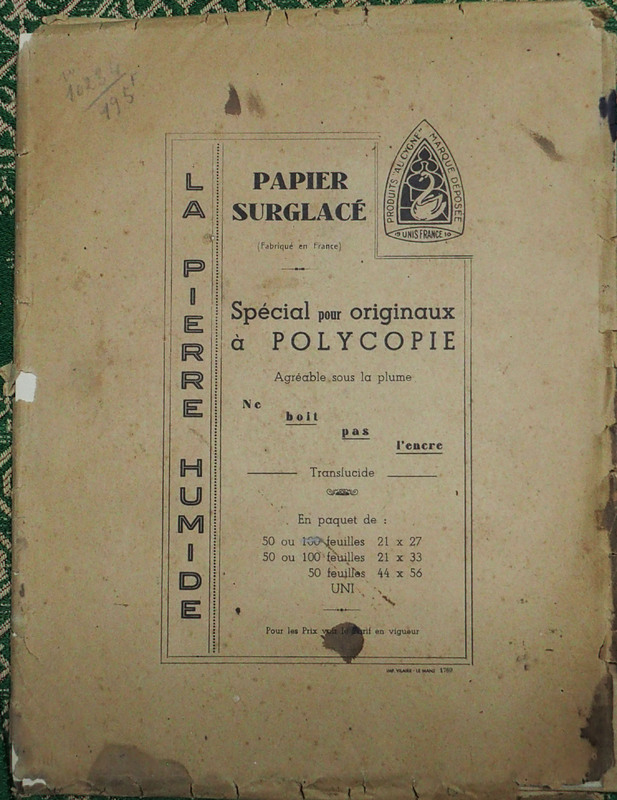 10234
195
LA PIERRE HUMIDE
PAPIER
SURGLACÉ
(Fabriqué en France)
PRODUITS "AU CYGNE" MARQUE DÉPOSÉE
UNIS FRANCE
Spécial pour originaux
à POLYCOPIE
Agréable sous la plume
Ne
boit
pas
l'encre
Translucide
En paquet de :
50 ou 100 feuilles 21 x 27
50 ou 100 feuilles 21 x 33
50 feuilles 44 x 56
UNI
Pour les Prix voir le Tarif en vigueur
IMP. VILAIRE - LE MANS 1789